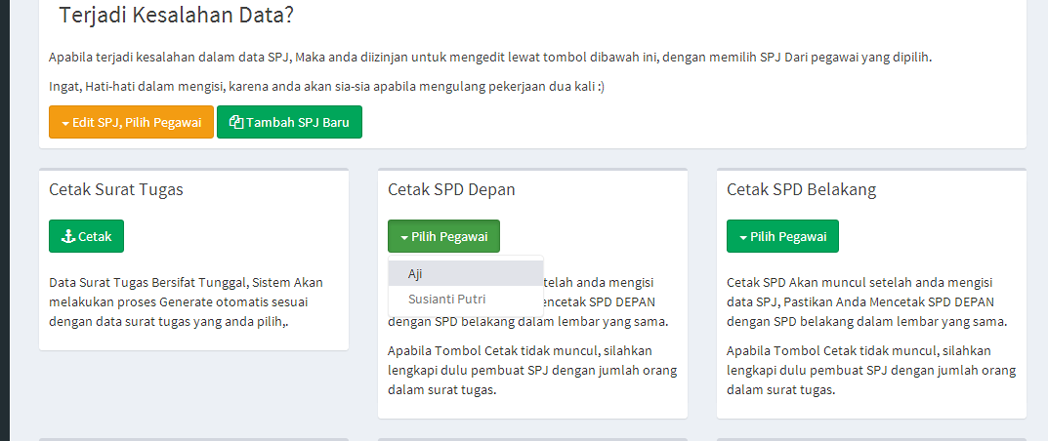 Terjadi Kesalahan Data?
Apabila terjadi kesalahan dalam data SPJ, Maka anda diizinjan untuk mengedit lewat tombol dibawah ini, dengan memilih SPJ Dari pegawai yang dipilih.
Ingat, Hati-hati dalam mengisi, karena anda akan sia-sia apabila mengulang pekerjaan dua kali :)
Edit SPJ, Pilih Pegawai
Tambah SPJ Baru
Cetak Surat Tugas
Cetak
Data Surat Tugas Bersifat Tunggal, Sistem Akan
melakukan proses Generate otomatis sesuai
dengan data surat tugas yang anda pilih,.
Cetak SPD Depan
Pilih Pegawai
Aji
Susianti Putri
setelah anda mengisi
encetak SPD DEPAN
dengan SPD belakang dalam lembar yang sama.
Apabila Tombol Cetak tidak muncul, silahkan
lengkapi dulu pembuat SPJ dengan jumlah orang
dalam surat tugas.
Cetak SPD Belakang
Pilih Pegawai
Cetak SPD Akan muncul setelah anda mengisi
data SPJ, Pastikan Anda Mencetak SPD DEPAN
dengan SPD belakang dalam lembar yang sama.
Apabila Tombol Cetak tidak muncul, silahkan
lengkapi dulu pembuat SPJ dengan jumlah orang
dalam surat tugas.